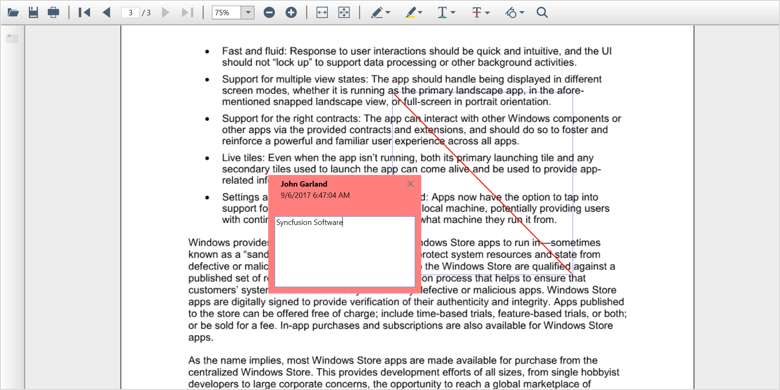 3 / 3
75%
• Fast and fluid: Response to user interactions should be quick and intuitive, and the UI
should not “lock up” to support data processing or other background activities.
• Support for multiple view states: The app should handle being displayed in different
screen modes, whether it is running as the primary landscape app, in the afore-
mentioned snapped landscape view, or full-screen in portrait orientation.
• Support for the right contracts: The app can interact with other Windows components or
other apps via the provided contracts and extensions, and should do so to foster and
reinforce a powerful and familiar user experience across all apps.
• Live tiles: Even when the app isn’t running, both its primary launching tile and any
secondary tiles used to launch the app can come alive and be used to provide app-
related inf
John Garland
9/6/2017 6:47:04 AM
Syncfusion Software
• Settings a d: Apps now have the option to tap into
support fo local machine, potentially providing users
with contin what machine they run it from.
Windows provide dows Store apps to run in—sometimes
known as a “sand rotect system resources and state from
defective or malic the Windows Store are qualified against a
published set of re on process that helps to ensure that
customers’ system defective or malicious apps. Windows Store
apps are digitally signed to provide verification of their authenticity and integrity. Apps published
to the store can be offered free of charge; include time-based trials, feature-based trials, or both;
or be sold for a fee. In-app purchases and subscriptions are also available for Windows Store
apps.
As the name implies, most Windows Store apps are made available for purchase from the
centralized Windows Store. This provides development efforts of all sizes, from single hobbyist
developers to large corporate concerns, the opportunity to reach a global marketplace of